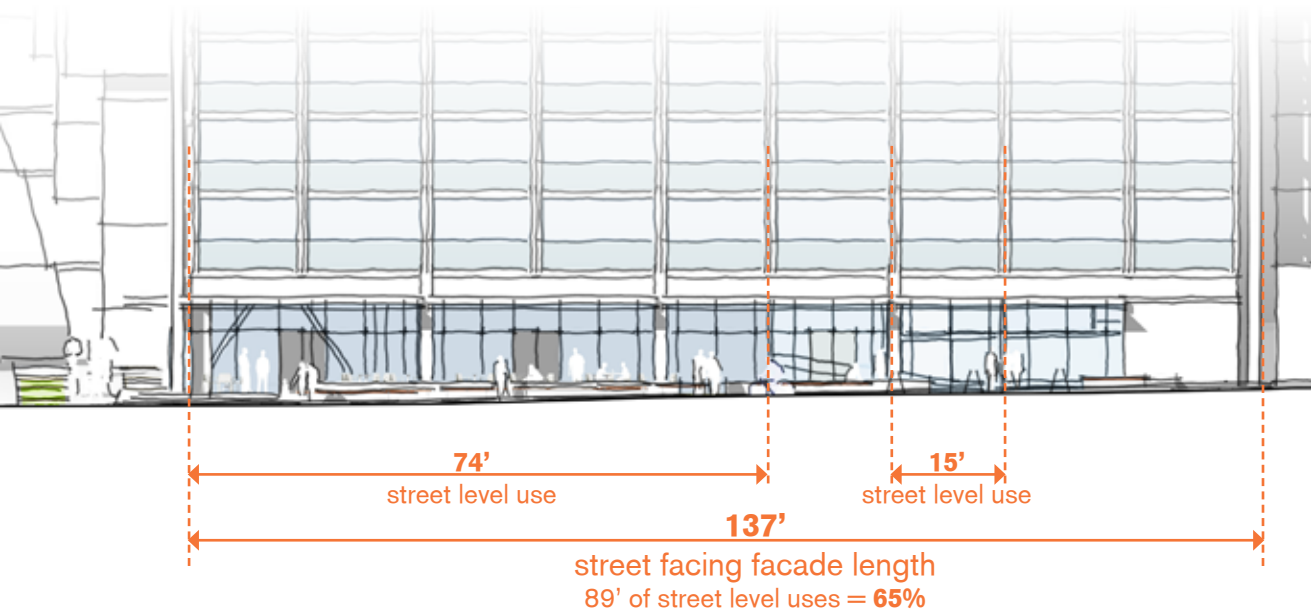 74’
street level use
15’
street level use
137’
street facing facade length
89’ of street level uses = 65%